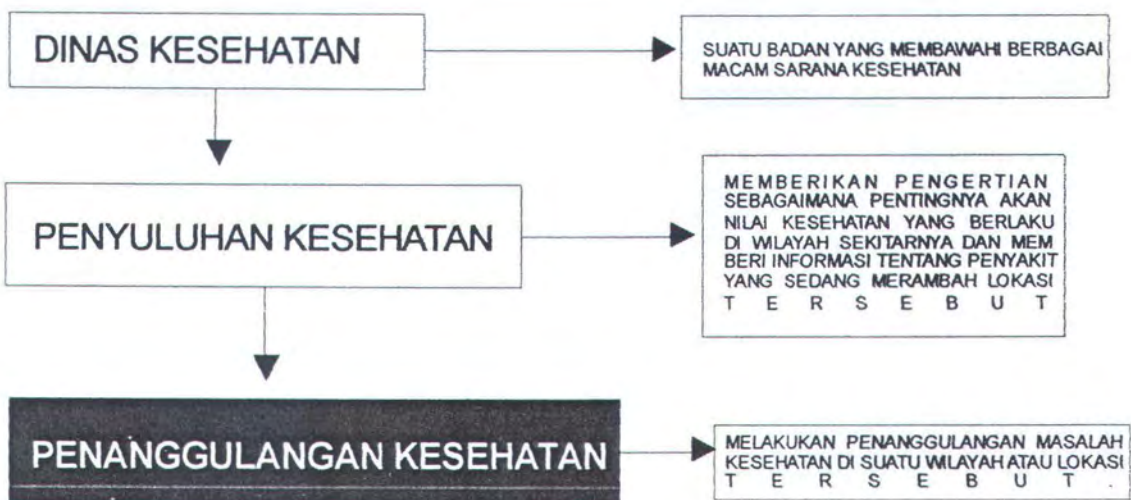 DINAS KESEHATAN
SUATU BADAN YANG MEMBAWAHI BERBAGAI
MACAM SARANA KESEHATAN
PENYULUHAN KESEHATAN
MEMBERIKAN PENGERTIAN
SEBAGAIMANA PENTINGNYA AKAN
NILAI KESEHATAN YANG BERLAKU
DI WILAYAH SEKITARNYA DAN MEM
BERI INFORMASI TENTANG PENYAKIT
YANG SEDANG MERAMBAH LOKASI
T E R S E B U T
PENANGGULANGAN KESEHATAN
MELAKUKAN PENANGGULANGAN MASALAH
KESEHATAN DI SUATU WILAYAH ATAU LOKASI
T E R S E B U T .